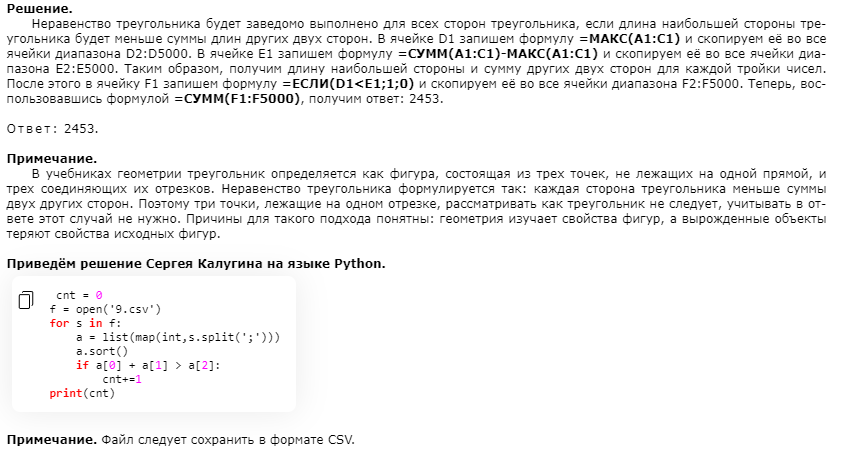 Решение.
Неравенство треугольника будет заведомо выполнено для всех сторон треугольника, если длина наибольшей стороны тре-
угольника будет меньше суммы длин других двух сторон. В ячейке D1 запишем формулу =МАКС(A1:C1) и скопируем её во все
ячейки диапазона D2:D5000. В ячейке E1 запишем формулу =СУММ(A1:C1)-МАКС(A1:C1) и скопируем её во все ячейки диа-
пазона E2:E5000. Таким образом, получим длину наибольшей стороны и сумму других двух сторон для каждой тройки чисел.
После этого в ячейку F1 запишем формулу =ЕСЛИ(D1<E1;1;0) и скопируем её во все ячейки диапазона F2:F5000. Теперь, вос-
пользовавшись формулой =СУММ(F1:F5000), получим ответ: 2453.
Ответ: 2453.
Примечание.
В учебниках геометрии треугольник определяется как фигура, состоящая из трех точек, не лежащих на одной прямой, и
трех соединяющих их отрезков. Неравенство треугольника формулируется так: каждая сторона треугольника меньше суммы
двух других сторон. Поэтому три точки, лежащие на одном отрезке, рассматривать как треугольник не следует, учитывать в от-
вете этот случай не нужно. Причины для такого подхода понятны: геометрия изучает свойства фигур, а вырожденные объекты
теряют свойства исходных фигур.
Приведём решение Сергея Калугина на языке Python.
cnt = 0
f = open('9.csv')
for s in f:
a = list(map(int,s.split(';')))
a.sort()
if a[0] + a[1] > a[2]:
cnt+=1
print(cnt)
Примечание. Файл следует сохранить в формате CSV.